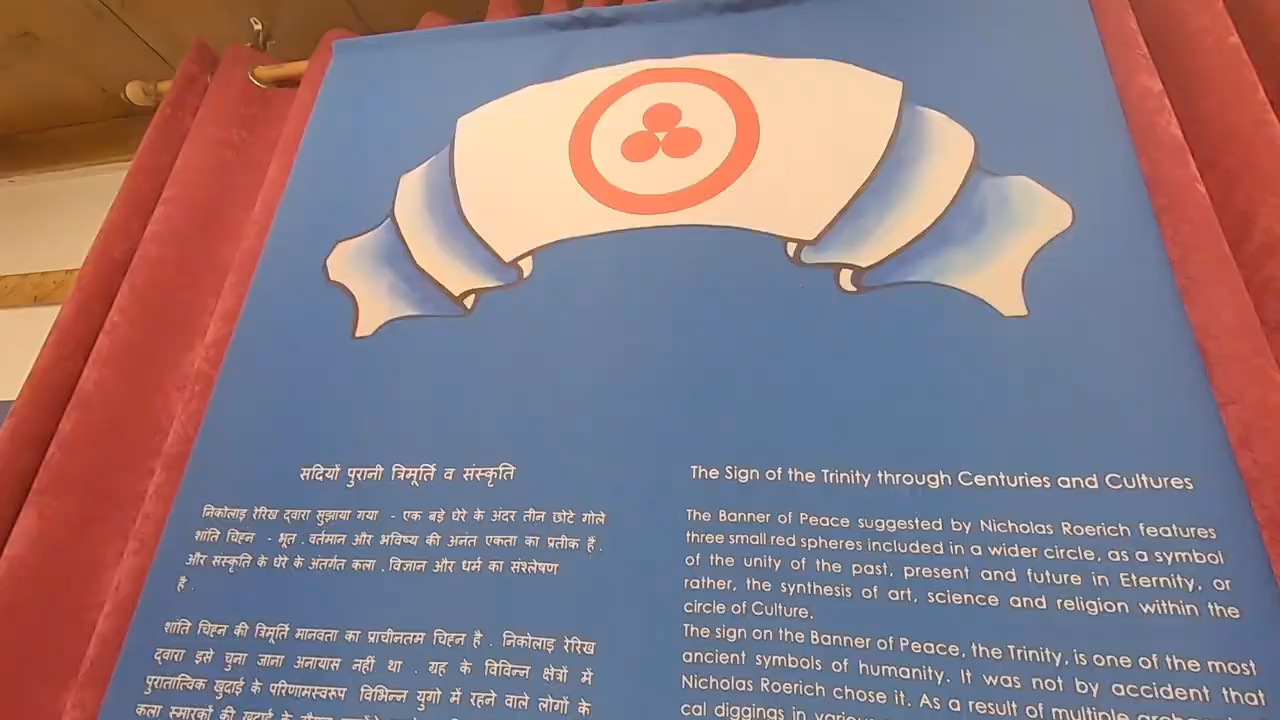 सदियों पुरानी त्रिमूर्ति व संस्कृति
निकोलाइ रेरिख द्वारा सुझाया गया - एक बड़े घेरे के अंदर तीन छोटे गोले
शांति चिह्न - भूत . वर्तमान और भविष्य की अनंत एकता का प्रतीक हैं .
और संस्कृति के घेरे के अंतर्गत कला . विज्ञान और धर्म का संश्लेषण
है .
शांति चिह्न की त्रिमूर्ति मानवता का प्राचीनतम चिह्न है . निकोलाइ रेरिख
द्वारा इसे चुना जाना अनायास नहीं था . ग्रह के विविन्न क्षेत्रों में
पुरातात्विक खुदाई के परिणामस्वरूप विभिन्न युगो में रहने वाले लोगों के
कला स्मारकों की खुदाई के दौरान
The Sign of the Trinity through Centuries and Cultures
The Banner of Peace suggested by Nicholas Roerich features
three small red spheres included in a wider circle, as a symbol
of the unity of the past, present and future in Eternity, or
rather, the synthesis of art, science and religion within the
circle of Culture.
The sign on the Banner of Peace, the Trinity, is one of the most
ancient symbols of humanity. It was not by accident that
Nicholas Roerich chose it. As a result of multiple
cal diggings in